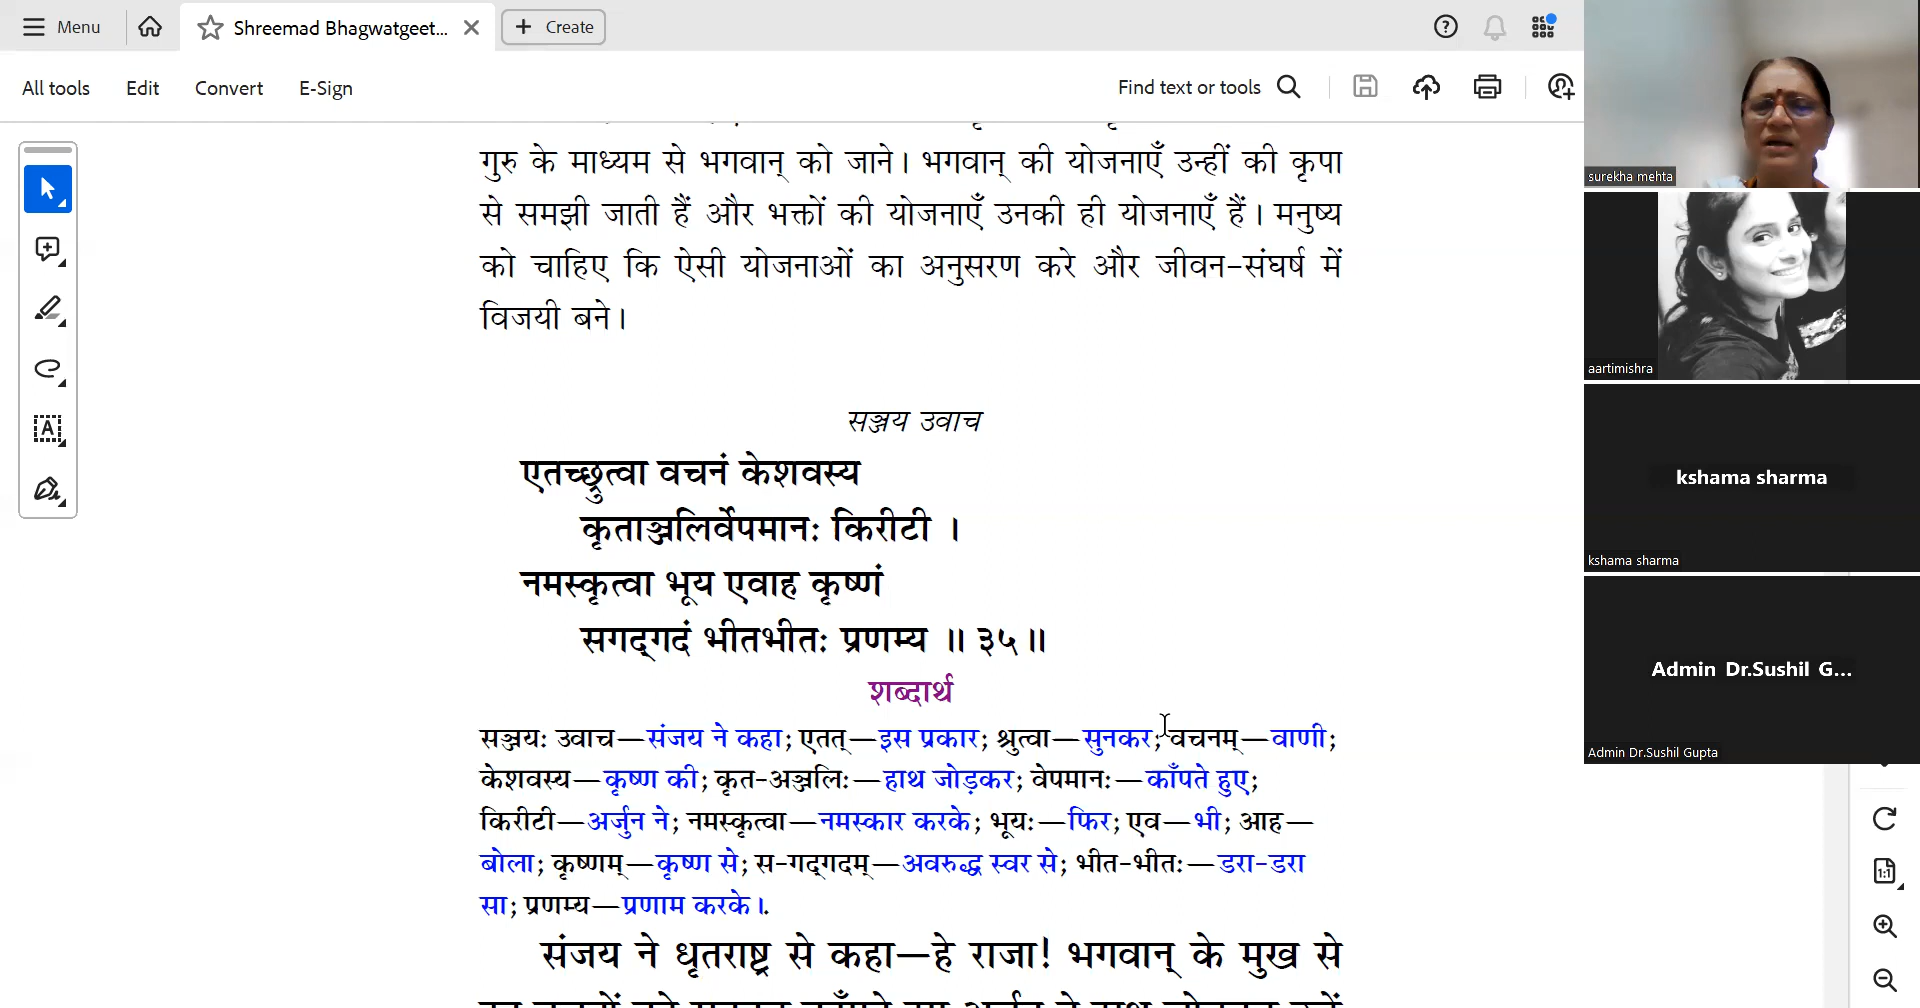 Menu
Shreemad Bhagwatgeet...
Create
All tools
Edit
Convert
E-Sign
Find text or tools
गुरु के माध्यम से भगवान् को जाने। भगवान् की योजनाएँ उन्हीं की कृपा
से समझी जाती हैं और भक्तों की योजनाएँ उनकी ही योजनाएँ हैं। मनुष्य
को चाहिए कि ऐसी योजनाओं का अनुसरण करे और जीवन-संघर्ष में
विजयी बने।
सञ्जय उवाच
एतच्छ्रुत्वा वचनं केशवस्य
कृताञ्जलिर्वेपमानः किरीटी ।
नमस्कृत्वा भूय एवाह कृष्णं
सगद्गदं भीतभीतः प्रणम्य ॥ ३५॥
शब्दार्थ
सञ्जयः उवाच—संजय ने कहा; एतत्—इस प्रकार; श्रुत्वा—सुनकर; वचनम्—वाणी;
केशवस्य—कृष्ण की; कृत-अञ्जलिः—हाथ जोड़कर; वेपमानः—काँपते हुए;
किरीटी—अर्जुन ने; नमस्कृत्वा—नमस्कार करके; भूयः—फिर; एव—भी; आह—
बोला; कृष्णम्—कृष्ण से; स-गद्गदम्—अवरुद्ध स्वर से; भीत-भीतः—डरा-डरा
सा; प्रणम्य—प्रणाम करके।.
संजय ने धृतराष्ट्र से कहा—हे राजा! भगवान् के मुख से
surekha mehta
aartimishra
kshama sharma
kshama sharma
Admin Dr.Sushil G...
Admin Dr.Sushil Gupta